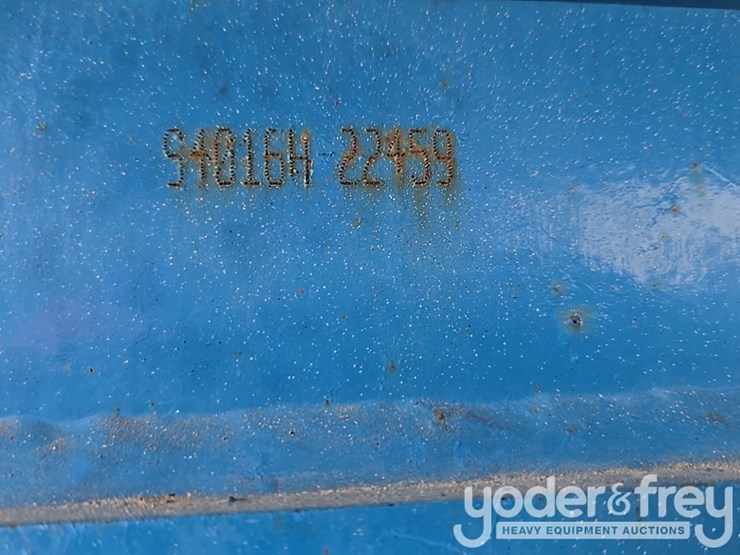 94016H 22459
yoder&frey
HEAVY EQUIPMENT AUCTIONS